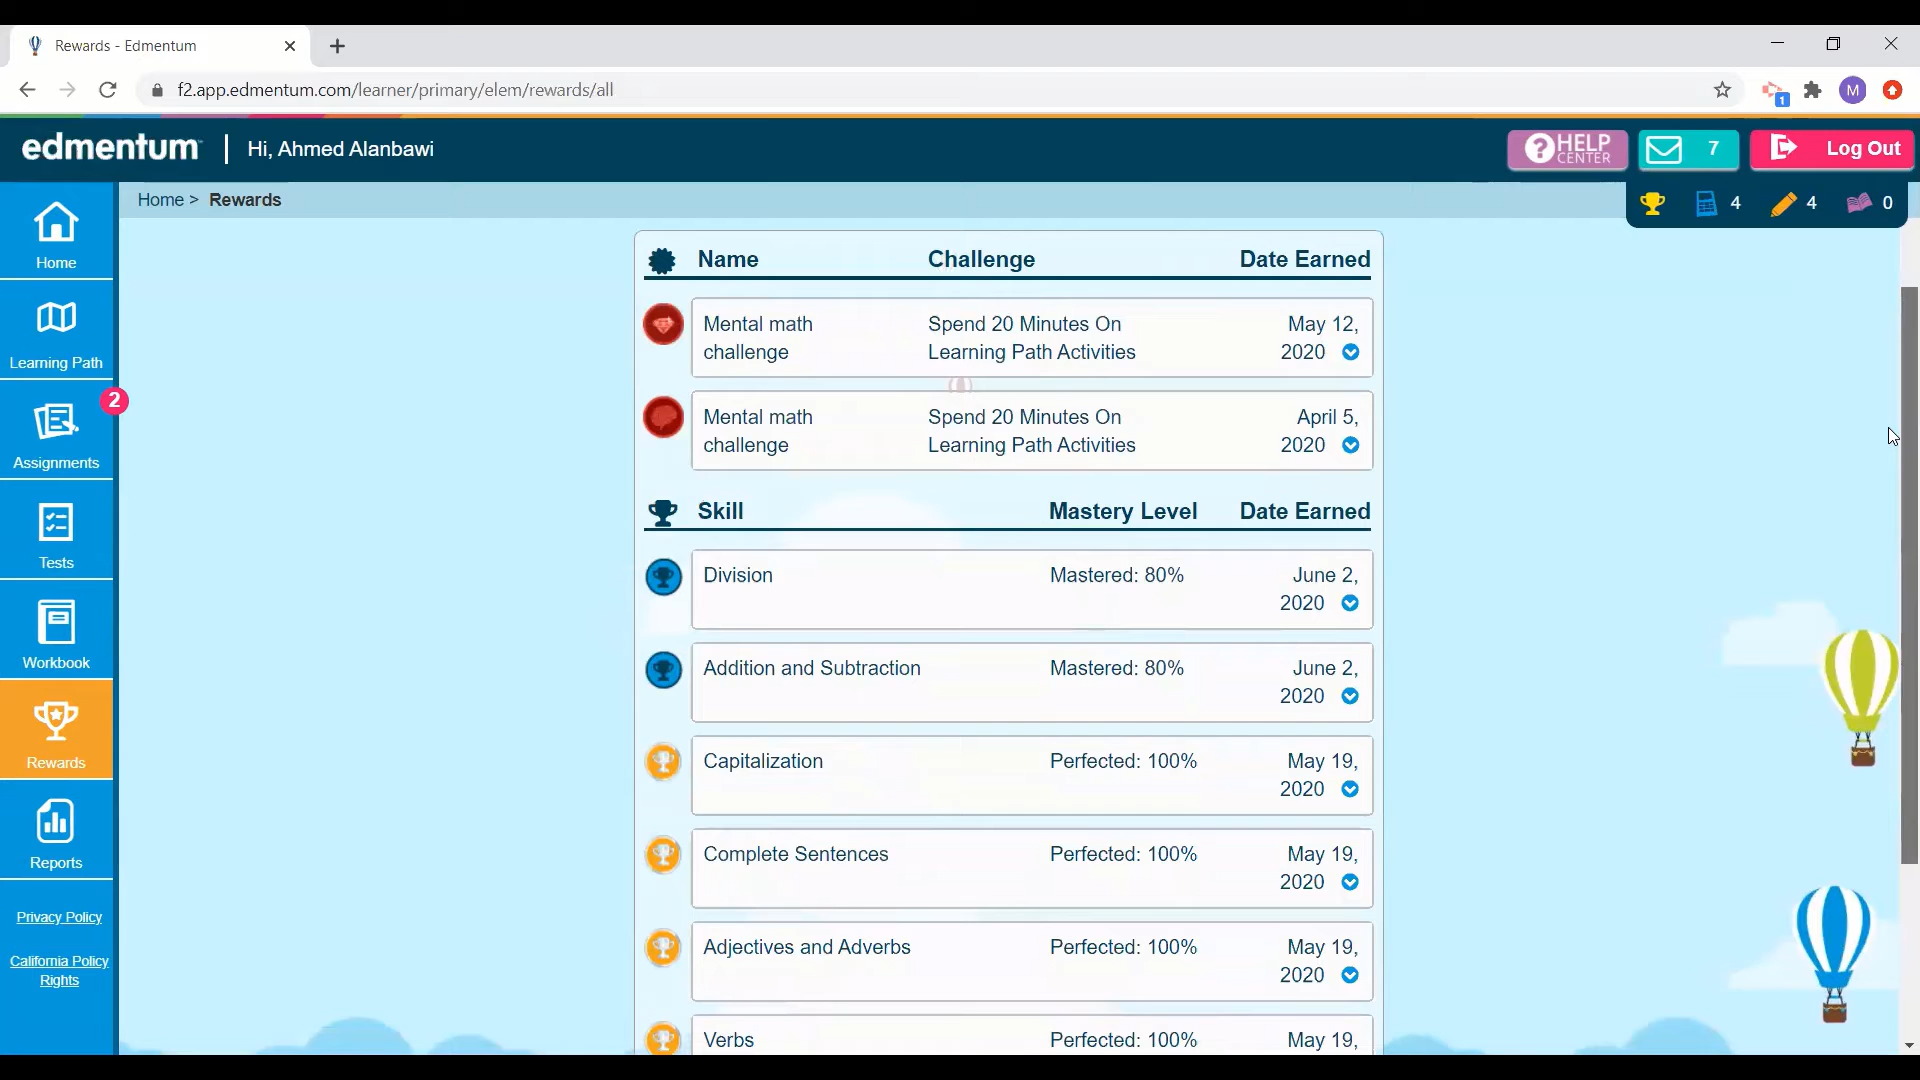 Rewards - Edmentum
f2.app.edmentum.com/learner/primary/elem/rewards/all
1
M
edmentum
Hi, Ahmed Alanbawi
? HELP CENTER
7
Log Out
Home > Rewards
4
4
0
Home
Learning Path
2
Assignments
Tests
Workbook
Rewards
Reports
Privacy Policy
California Policy
Rights
Name Challenge Date Earned
Mental math Spend 20 Minutes On May 12,
challenge Learning Path Activities 2020
Mental math Spend 20 Minutes On April 5,
challenge Learning Path Activities 2020
Skill Mastery Level Date Earned
Division Mastered: 80% June 2,
2020
Addition and Subtraction Mastered: 80% June 2,
2020
Capitalization Perfected: 100% May 19,
2020
Complete Sentences Perfected: 100% May 19,
2020
Adjectives and Adverbs Perfected: 100% May 19,
2020
Verbs Perfected: 100% May 19,